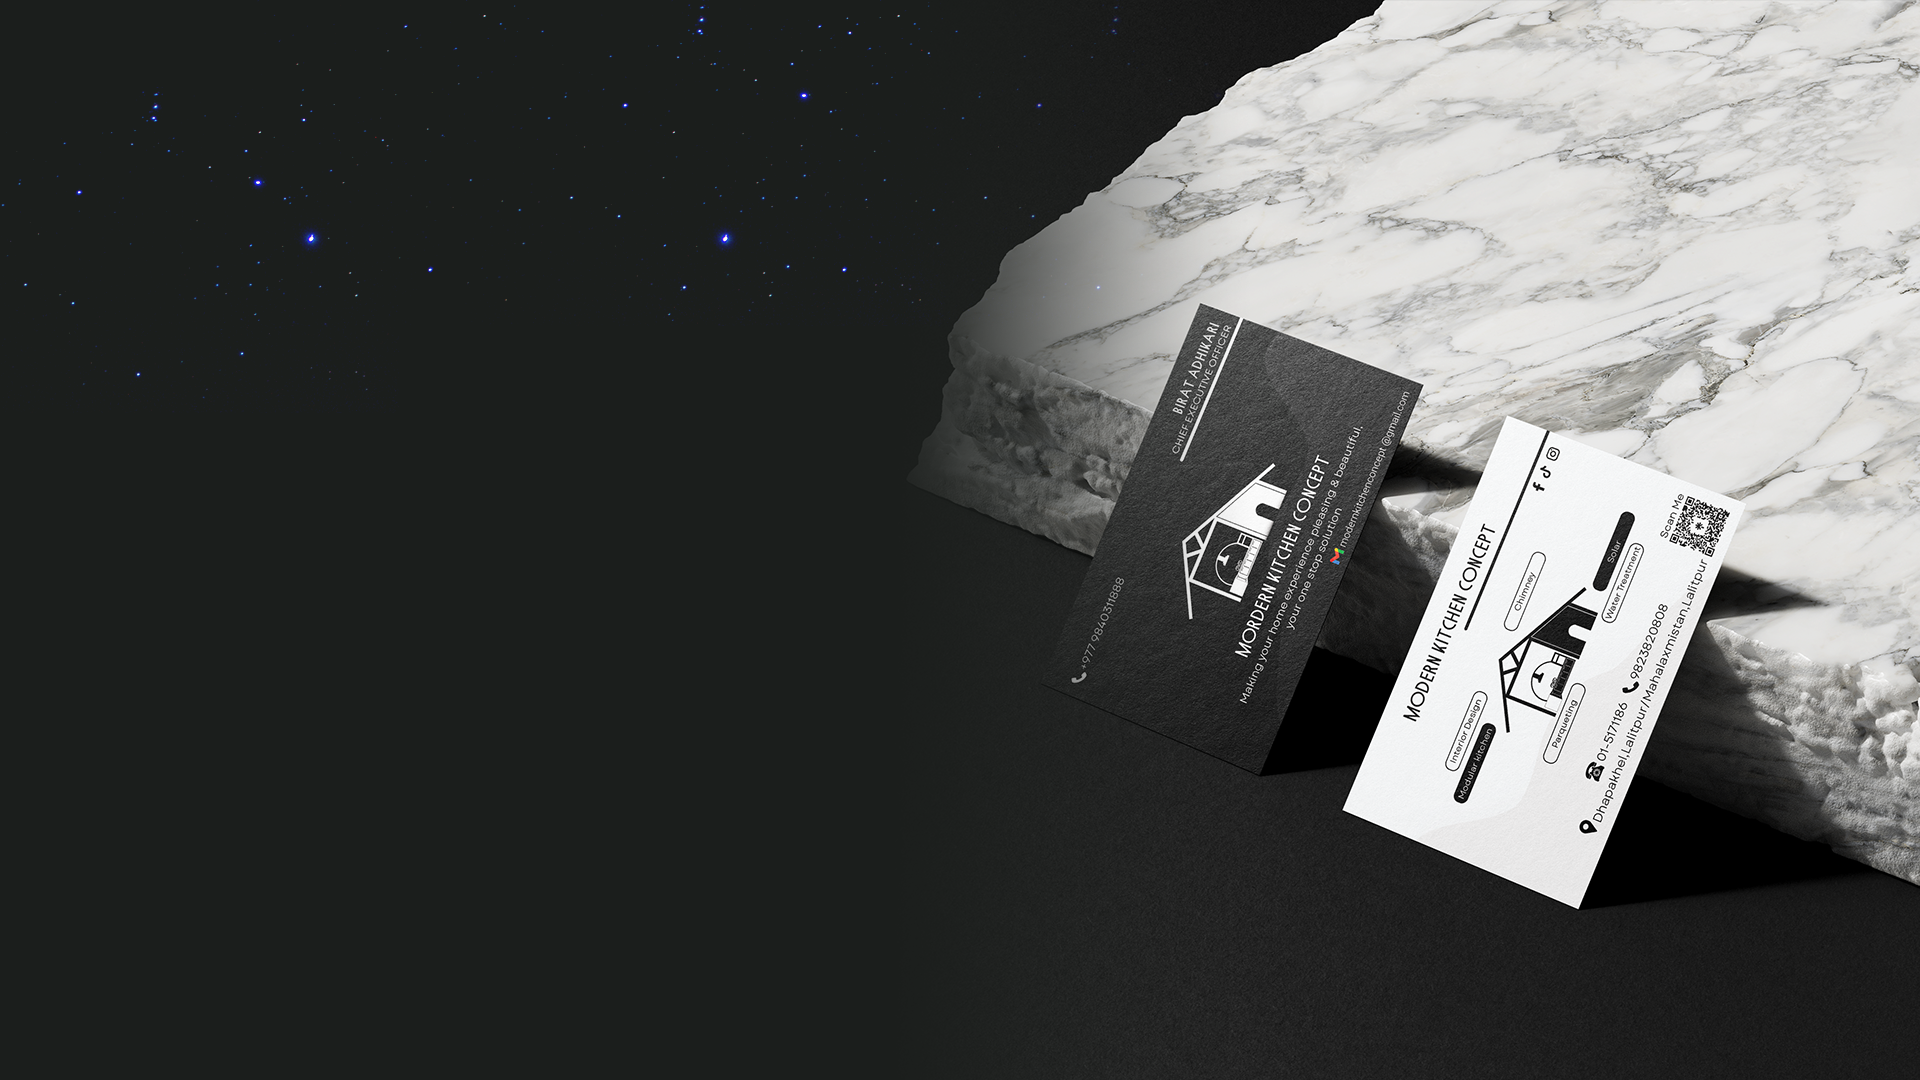 BIRAT ADHIKARI
CHIEF EXECUTIVE OFFICER
MORDERN KITCHEN CONCEPT
Making your home experience pleasing & beautiful.
your one stop solution
+977 9840311888
modernkitchenconcept@gmail.com
MODERN KITCHEN CONCEPT
Chimney
Solar
Water Treatment
Interior Design
Modular kitchen
Parqueting
Scan Me
01-5171186
9823820808
Dhapakhel,Lalitpur/Mahalaxmistan,Lalitpur